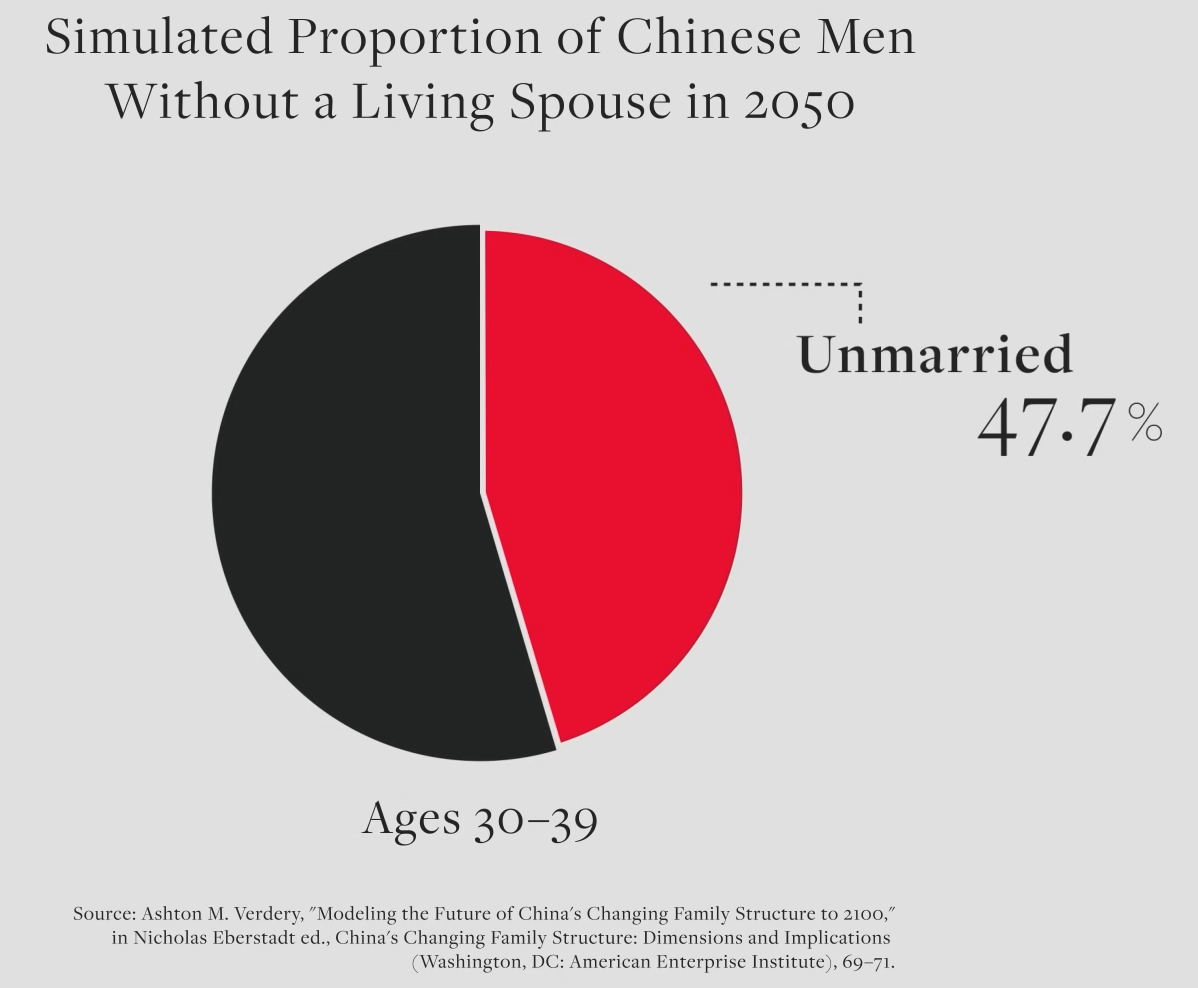 Simulated Proportion of Chinese Men
Without a Living Spouse in 2050
Unmarried
47.7%
Ages 30–39
Source: Ashton M. Verdery, "Modeling the Future of China's Changing Family Structure to 2100,"
in Nicholas Eberstadt ed., China's Changing Family Structure: Dimensions and Implications
(Washington, DC: American Enterprise Institute), 69–71.